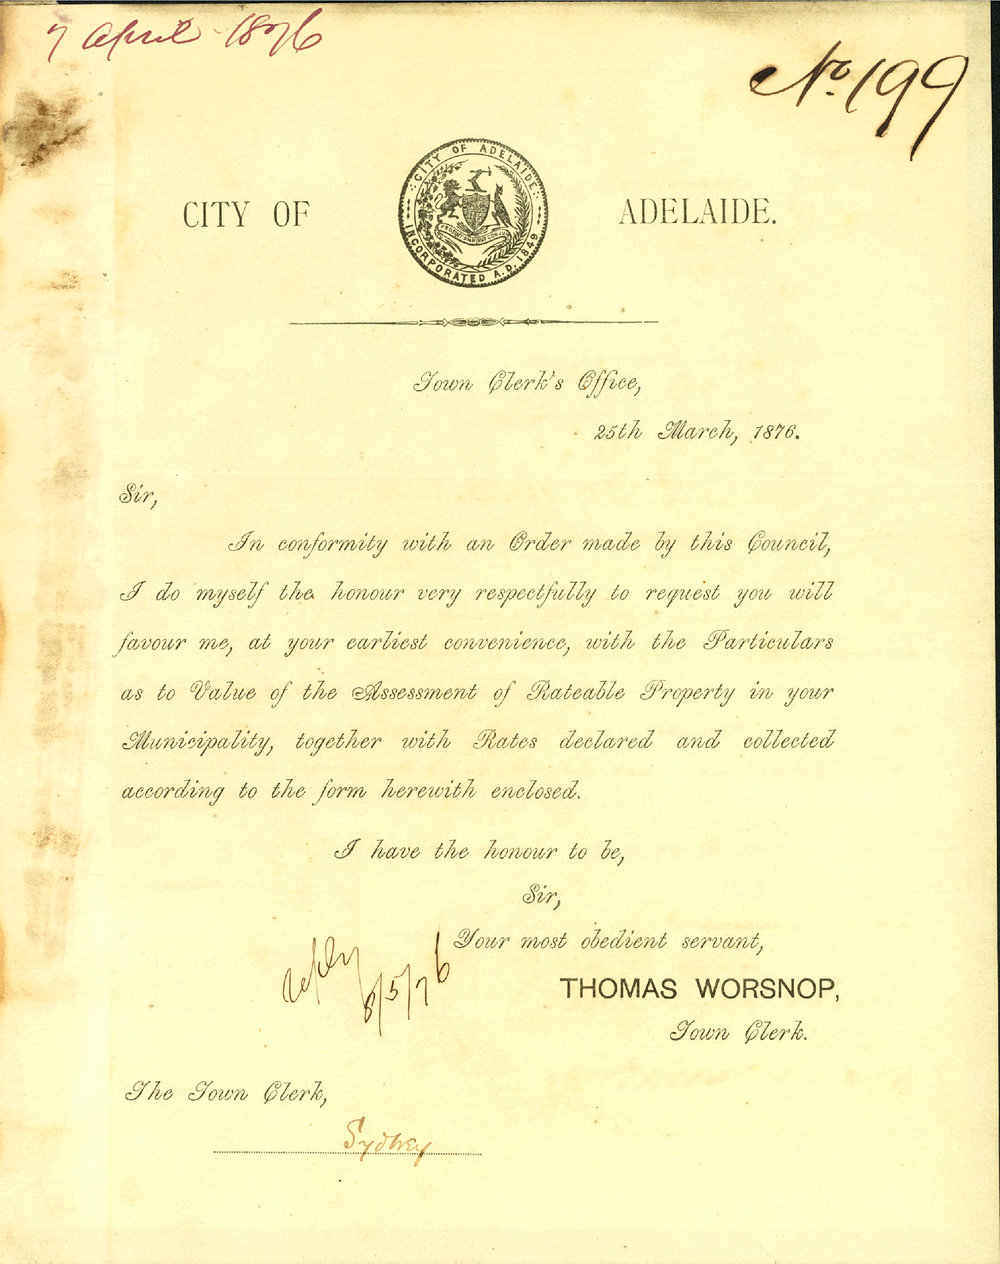 7 April 1876
No. 199
CITY OF ADELAIDE.
CITY OF ADELAIDE
INCORPORATED A.D. 1849
Town Clerk's Office,
25th March, 1876.
Sir,
In conformity with an Order made by this Council,
I do myself the honour very respectfully to request you will
favour me, at your earliest convenience, with the Particulars
as to Value of the Assessment of Rateable Property in your
Municipality, together with Rates declared and collected
according to the form herewith enclosed.
I have the honour to be,
Sir,
Your most obedient servant,
reply
8/5/76
THOMAS WORSNOP,
Town Clerk.
The Town Clerk,
Sydney